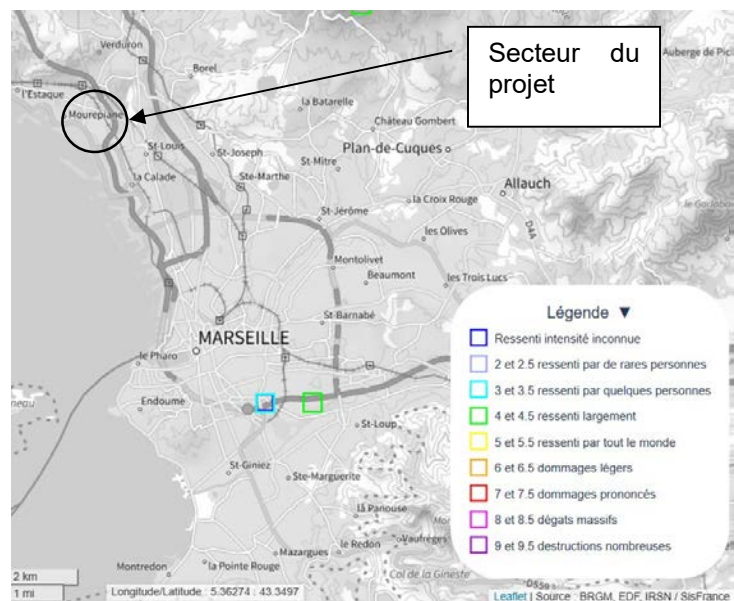 Secteur du
projet
Verduron
Borel
l'Estaque
Mourepiane
la Batarelle
Château Gombert
Auberge de Pic
St-Louis
St-Joseph
St-Mitre
Plan-de-Cuques
la Calade
Ste-Marthe
Allauch
la Croix Rouge
St-Jérôme
D4A
les Olives
Montolivet
Beaumont
les Trois Lucs
St-Barnabé
MARSEILLE
le Pharo
Endoume
St-Loup
St-Giniez
Ste-Marguerite
la Panouse
le Redon
Vaufrèges
Mazargues
Montredon
la Pointe Rouge
Col de la Gineste
D559
Légende ▼
Ressenti intensité inconnue
2 et 2.5 ressenti par de rares personnes
3 et 3.5 ressenti par quelques personnes
4 et 4.5 ressenti largement
5 et 5.5 ressenti par tout le monde
6 et 6.5 dommages légers
7 et 7.5 dommages prononcés
8 et 8.5 dégats massifs
9 et 9.5 destructions nombreuses
2 km
1 mi
Longitude/Latitude : 5.36274 : 43.3497
Leaflet | Source : BRGM, EDF, IRSN / SisFrance